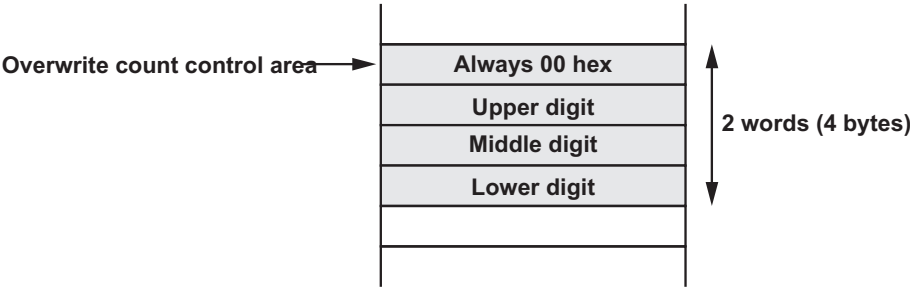 Overwrite count control area
Always 00 hex
Upper digit
Middle digit
Lower digit
2 words (4 bytes)